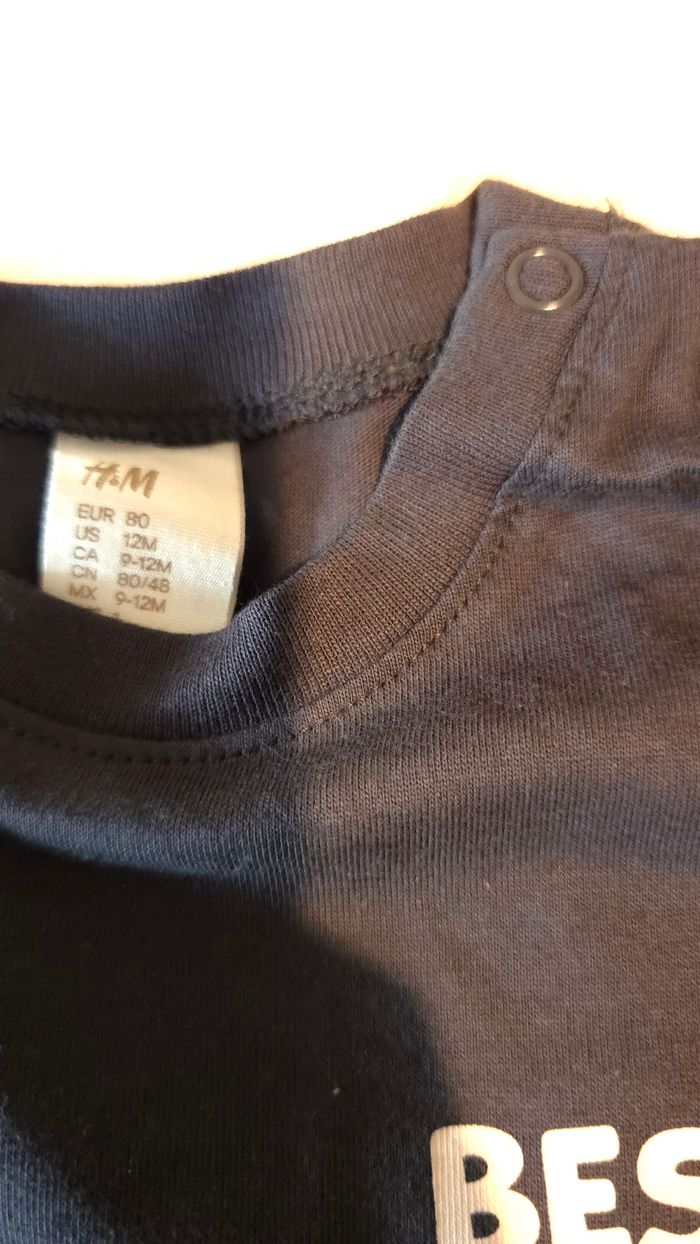 H&M
EUR 80
US 12M
CA 9-12M
CN 80/48
MX 9-12M
BES